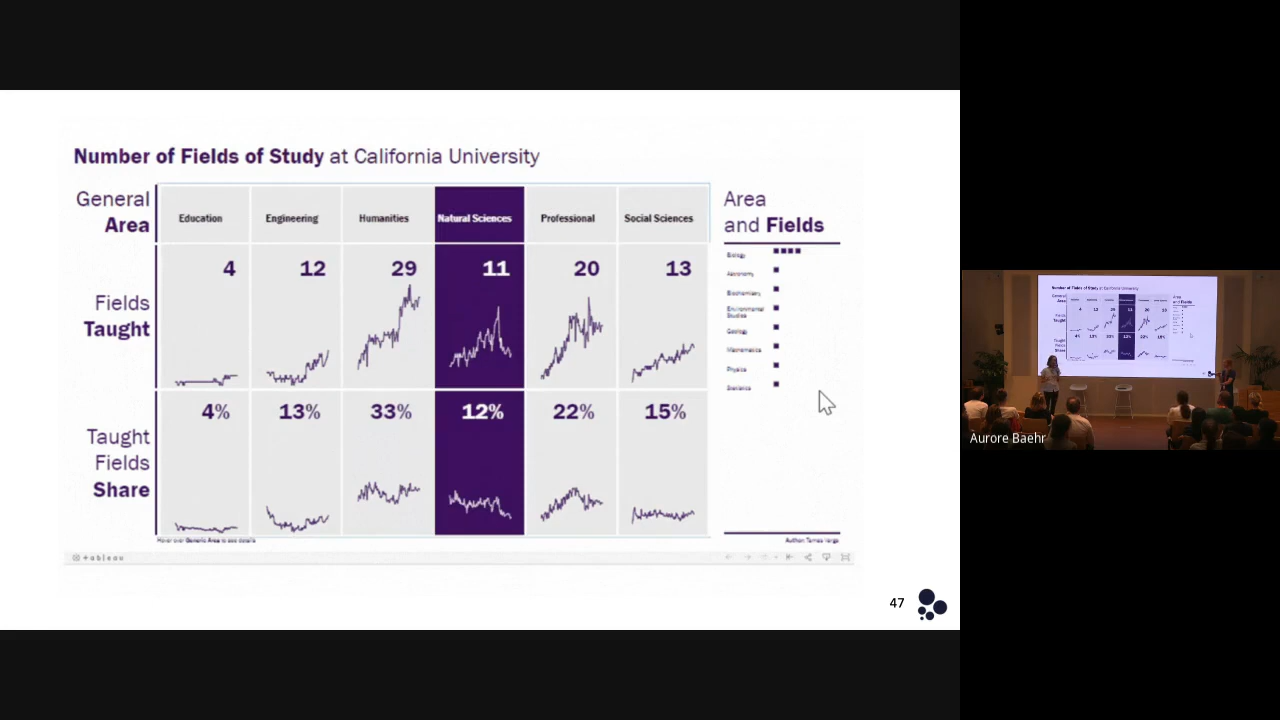 Number of Fields of Study at California University
General
Area
Education
Engineering
Humanities
Natural Sciences
Professional
Social Sciences
Area
and Fields
Fields
Taught
4
12
29
11
20
13
Biology
Astronomy
Biochemistry
Environmental
Studies
Geology
Mathematics
Physics
Statistics
Taught
Fields
Share
4%
13%
33%
12%
22%
15%
Hover over Generic Area to see details
Author: Tamas Varga
tableau
47
Aurore Baehr